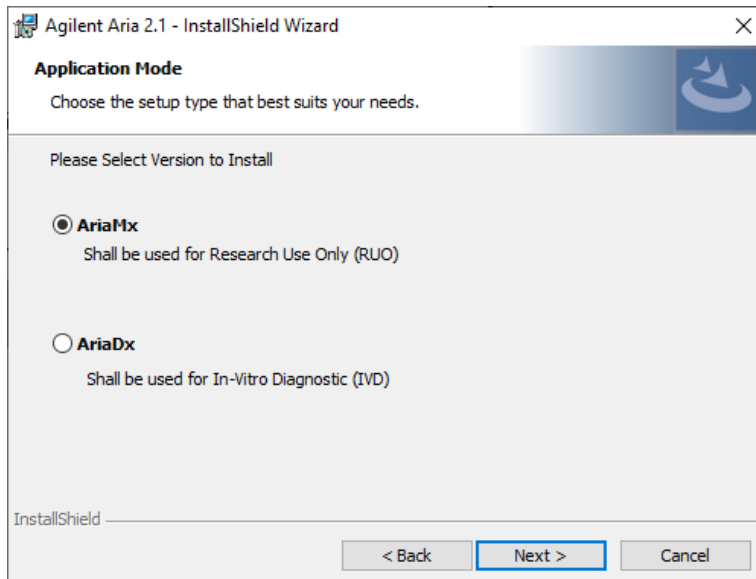 Agilent Aria 2.1 - InstallShield Wizard
Application Mode
Choose the setup type that best suits your needs.
Please Select Version to Install
AriaMx
Shall be used for Research Use Only (RUO)
AriaDx
Shall be used for In-Vitro Diagnostic (IVD)
InstallShield
< Back Next > Cancel